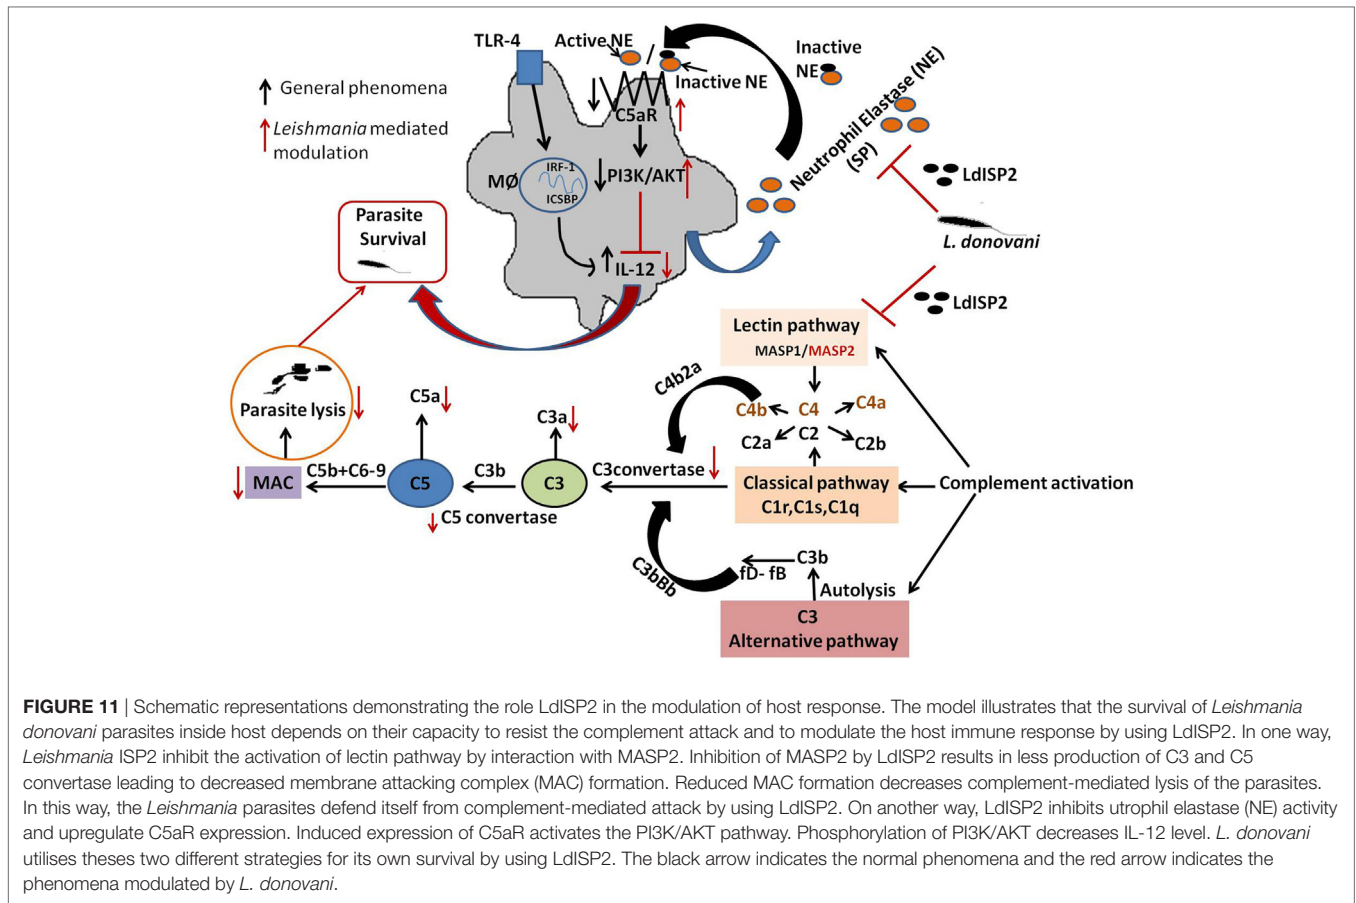 TLR-4
Active NE
/
Inactive NE
Inactive
NE
Neutrophil Elastase (NE)
(SP)
General phenomena
Leishmania mediated
modulation
C5aR
IRF-1
ICSBP
MØ
PI3K/AKT
IL-12
LdISP2
L. donovani
LdISP2
Parasite
Survival
Lectin pathway
MASP1/MASP2
C4b2a
C4b
C4
C4a
C2a
C2
C2b
Parasite lysis
C5a
C3a
MAC
C5b+C6-9
C5
C3b
C3
C3convertase
C5 convertase
Classical pathway
C1r,C1s,C1q
Complement activation
C3bBb
fD- fB
C3b
Autolysis
C3
Alternative pathway
FIGURE 11 | Schematic representations demonstrating the role LdISP2 in the modulation of host response. The model illustrates that the survival of Leishmania
donovani parasites inside host depends on their capacity to resist the complement attack and to modulate the host immune response by using LdISP2. In one way,
Leishmania ISP2 inhibit the activation of lectin pathway by interaction with MASP2. Inhibition of MASP2 by LdISP2 results in less production of C3 and C5
convertase leading to decreased membrane attacking complex (MAC) formation. Reduced MAC formation decreases complement-mediated lysis of the parasites.
In this way, the Leishmania parasites defend itself from complement-mediated attack by using LdISP2. On another way, LdISP2 inhibits utrophil elastase (NE) activity
and upregulate C5aR expression. Induced expression of C5aR activates the PI3K/AKT pathway. Phosphorylation of PI3K/AKT decreases IL-12 level. L. donovani
utilises theses two different strategies for its own survival by using LdISP2. The black arrow indicates the normal phenomena and the red arrow indicates the
phenomena modulated by L. donovani.